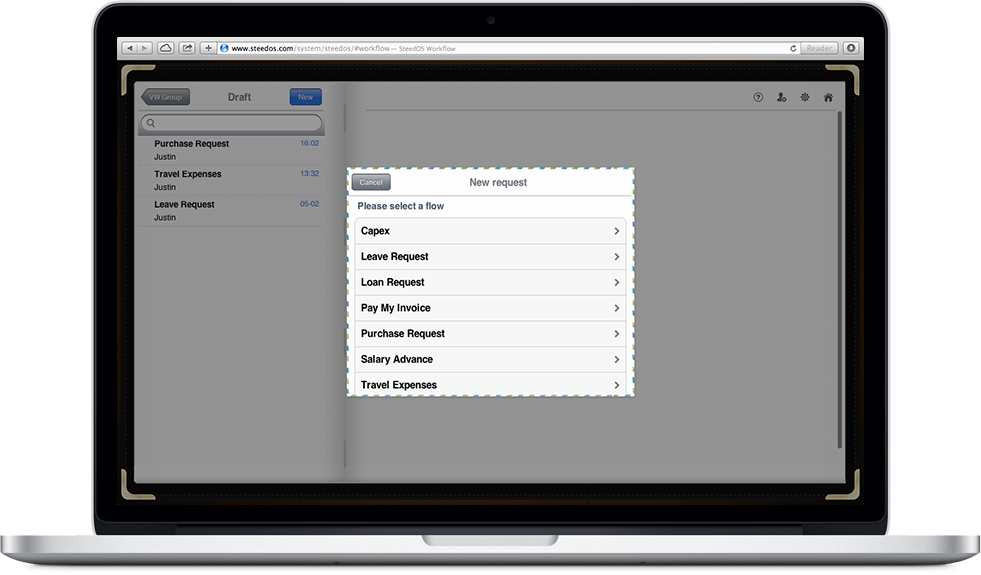 www.steedos.com/system/steedos/#workflow — SteedOS Workflow
Reader
VW Group
Draft
New
Purchase Request
16:02
Justin
Travel Expenses
13:32
Justin
Leave Request
05-02
Justin
Cancel
New request
Please select a flow
Capex
Leave Request
Loan Request
Pay My Invoice
Purchase Request
Salary Advance
Travel Expenses